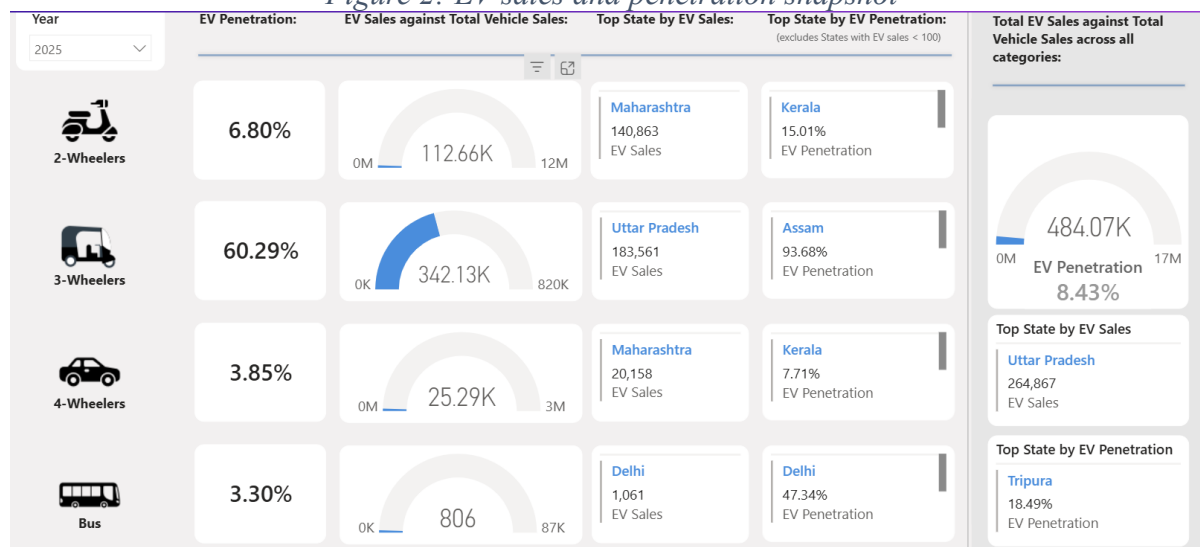 Figure 2: EV sales and penetration snapshot
Year
2025
EV Penetration:
EV Sales against Total Vehicle Sales:
Top State by EV Sales:
Top State by EV Penetration:
(excludes States with EV sales < 100)
2-Wheelers
6.80%
112.66K
0M
12M
Maharashtra
140,863
EV Sales
Kerala
15.01%
EV Penetration
3-Wheelers
60.29%
342.13K
0K
820K
Uttar Pradesh
183,561
EV Sales
Assam
93.68%
EV Penetration
4-Wheelers
3.85%
25.29K
0M
3M
Maharashtra
20,158
EV Sales
Kerala
7.71%
EV Penetration
Bus
3.30%
806
0K
87K
Delhi
1,061
EV Sales
Delhi
47.34%
EV Penetration
Total EV Sales against Total
Vehicle Sales across all
categories:
484.07K
0M
17M
EV Penetration
8.43%
Top State by EV Sales
Uttar Pradesh
264,867
EV Sales
Top State by EV Penetration
Tripura
18.49%
EV Penetration